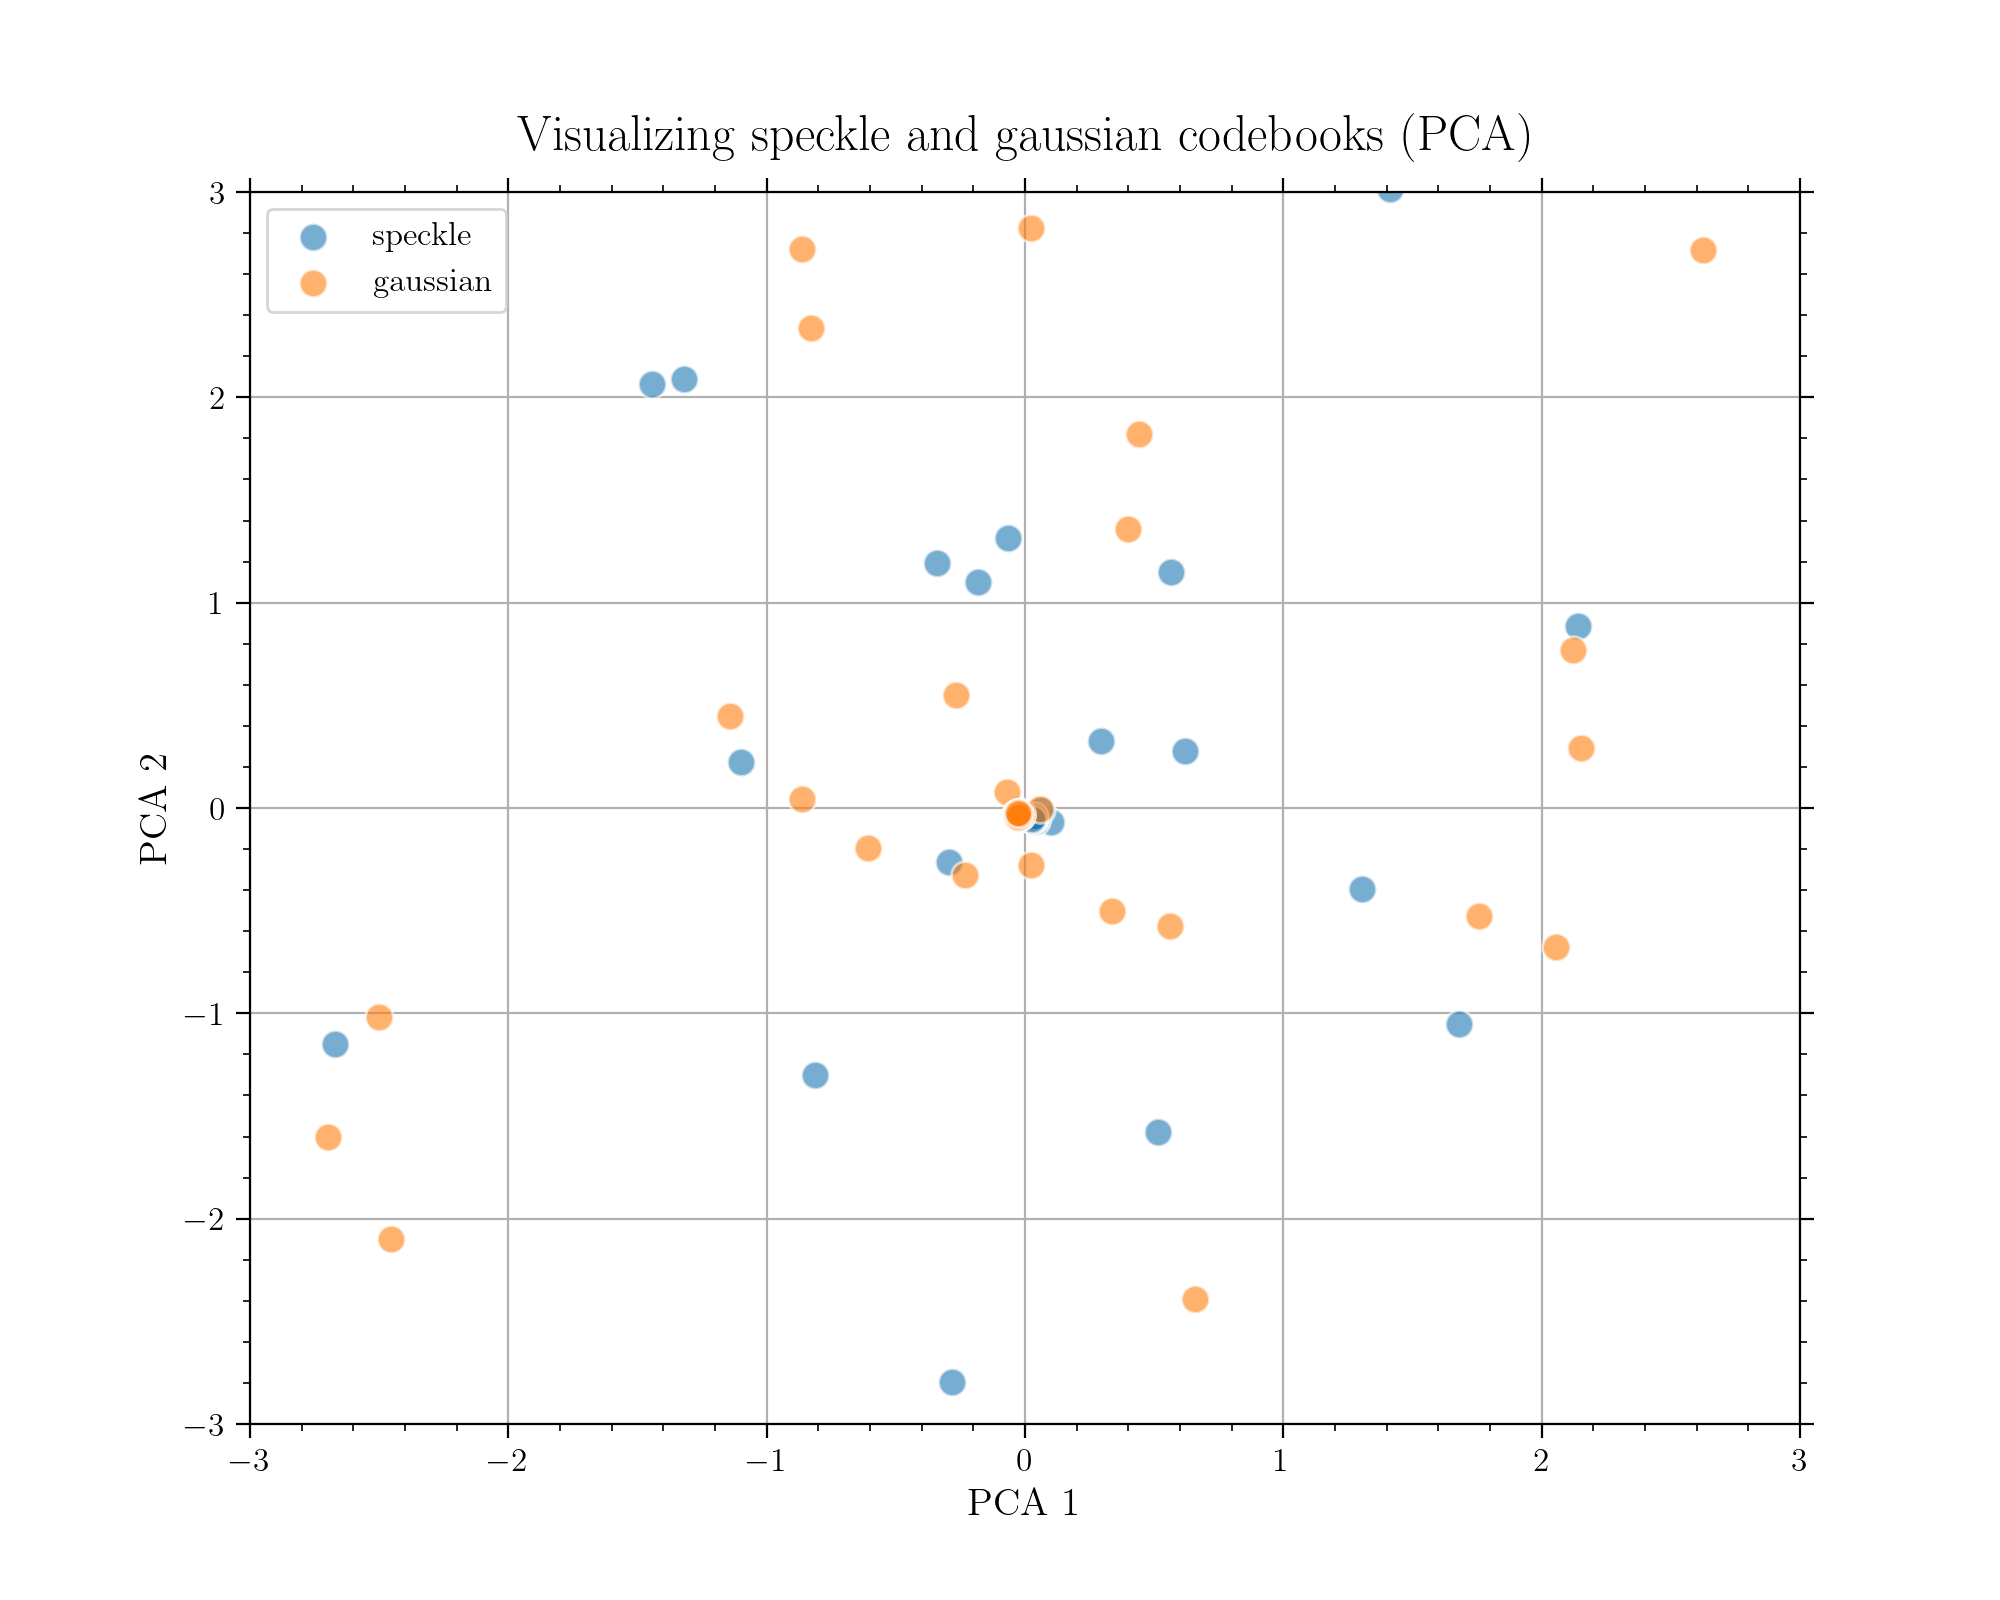 Visualizing speckle and gaussian codebooks (PCA)
speckle
gaussian
3
2
1
0
−1
−2
−3
PCA 2
−3
−2
−1
0
1
2
3
PCA 1